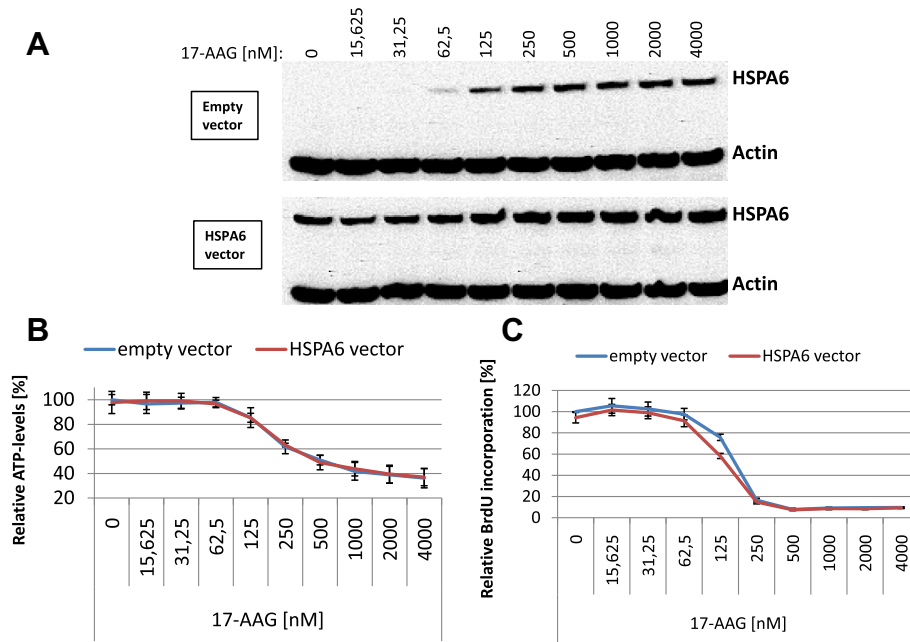 A
17-AAG [nM]: 0 15,625 31,25 62,5 125 250 500 1000 2000 4000
Empty
vector
HSPA6
Actin
HSPA6
vector
HSPA6
Actin
B
empty vector HSPA6 vector
Relative ATP-levels [%]
100
80
60
40
20
0 15,625 31,25 62,5 125 250 500 1000 2000 4000
17-AAG [nM]
C
empty vector HSPA6 vector
Relative BrdU incorporation [%]
120
100
80
60
40
20
0
0 15,625 31,25 62,5 125 250 500 1000 2000 4000
17-AAG [nM]